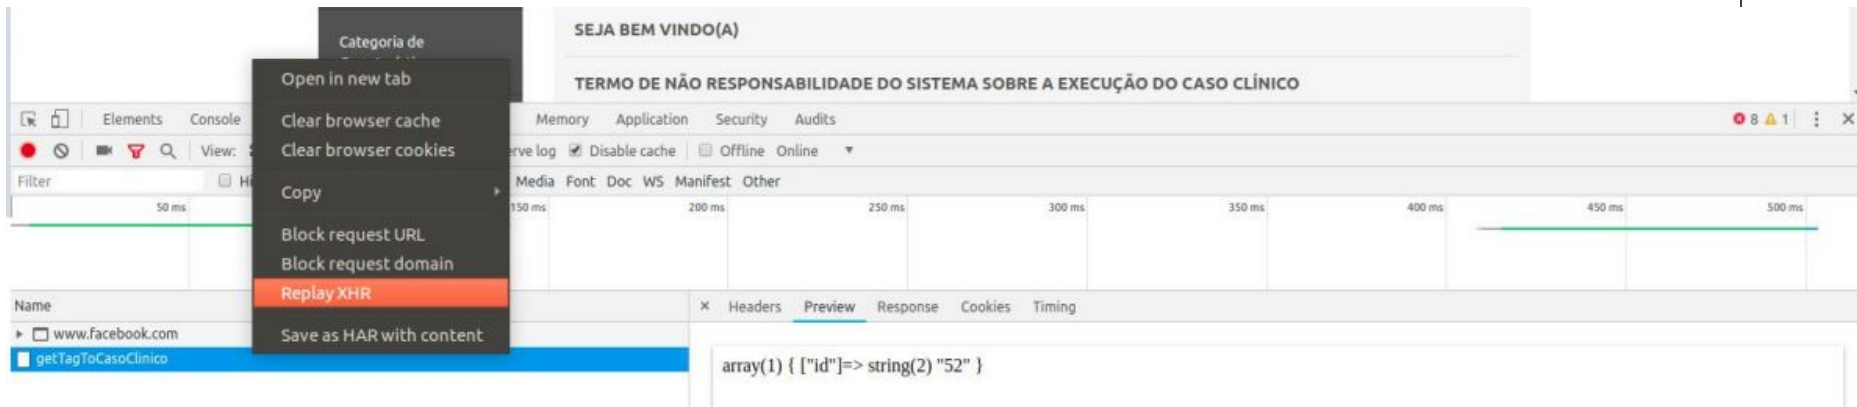 SEJA BEM VINDO(A)
Categoria de
TERMO DE NÃO RESPONSABILIDADE DO SISTEMA SOBRE A EXECUÇÃO DO CASO CLÍNICO
Open in new tab
Clear browser cache
Clear browser cookies
Copy
Block request URL
Block request domain
Replay XHR
Save as HAR with content
Elements Console Memory Application Security Audits 8 1
View: erve log Disable cache Offline Online
Filter Hi Media Font Doc WS Manifest Other
50 ms 150 ms 200 ms 250 ms 300 ms 350 ms 400 ms 450 ms 500 ms
Name
www.facebook.com
getTagToCasoClinico
× Headers Preview Response Cookies Timing
array(1) { ["id"]=> string(2) "52" }